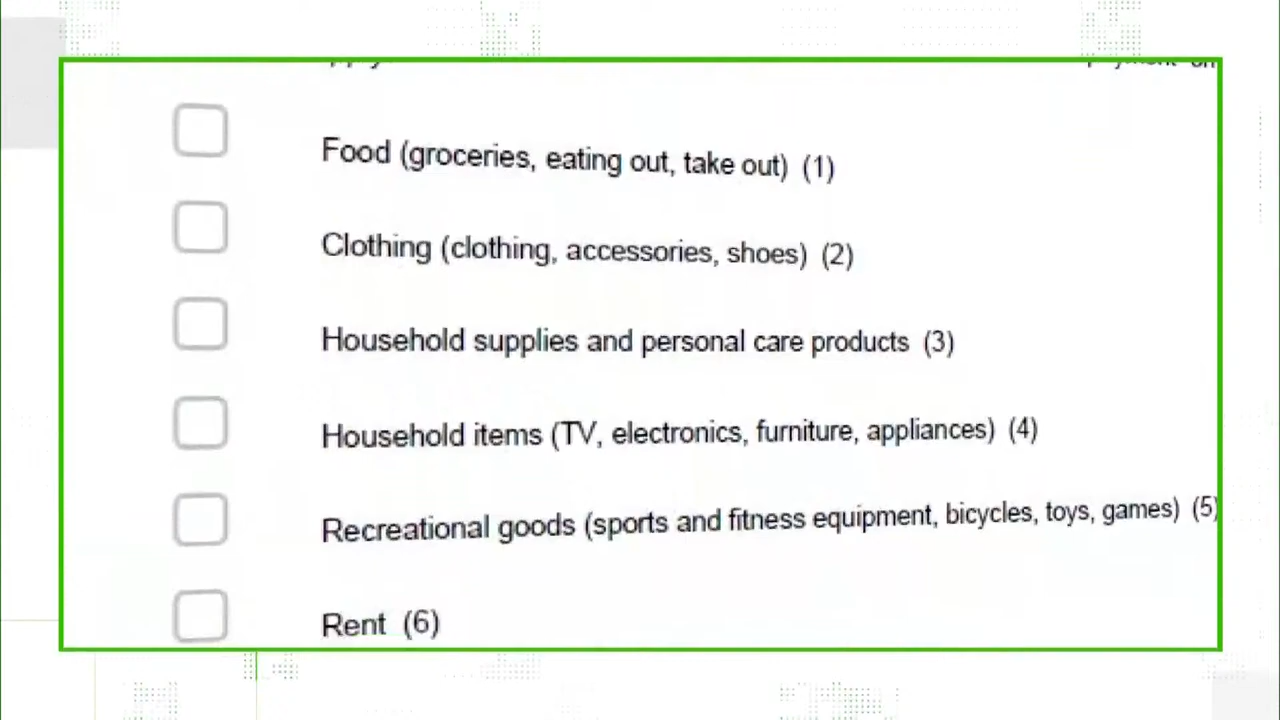 Food (groceries, eating out, take out) (1)
Clothing (clothing, accessories, shoes) (2)
Household supplies and personal care products (3)
Household items (TV, electronics, furniture, appliances) (4)
Recreational goods (sports and fitness equipment, bicycles, toys, games) (5)
Rent (6)